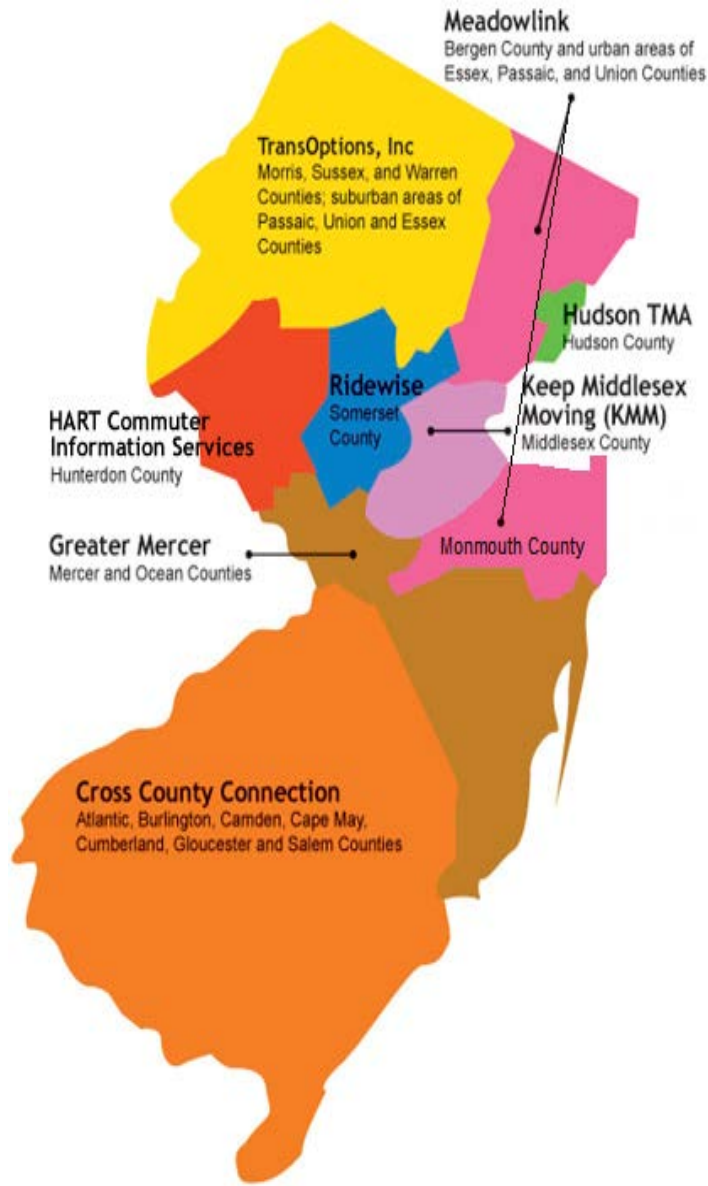 Meadowlink
Bergen County and urban areas of
Essex, Passaic, and Union Counties
TransOptions, Inc
Morris, Sussex, and Warren
Counties; suburban areas of
Passaic, Union and Essex
Counties
Hudson TMA
Hudson County
Ridewise
Somerset
County
Keep Middlesex
Moving (KMM)
Middlesex County
HART Commuter
Information Services
Hunterdon County
Greater Mercer
Mercer and Ocean Counties
Monmouth County
Cross County Connection
Atlantic, Burlington, Camden, Cape May,
Cumberland, Gloucester and Salem Counties